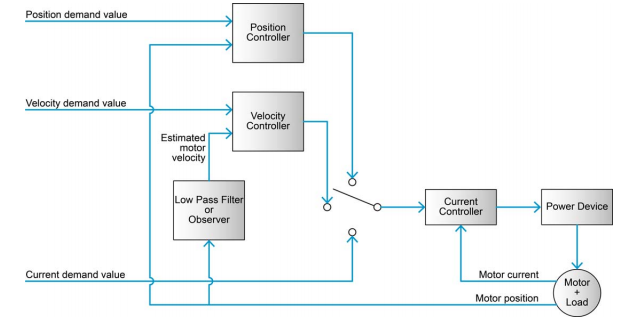 Position demand value
Position
Controller
Velocity demand value
Velocity
Controller
Estimated
motor
velocity
Low Pass Filter
or
Observer
Current
Controller
Power Device
Current demand value
Motor current
Motor position
Motor
+
Load